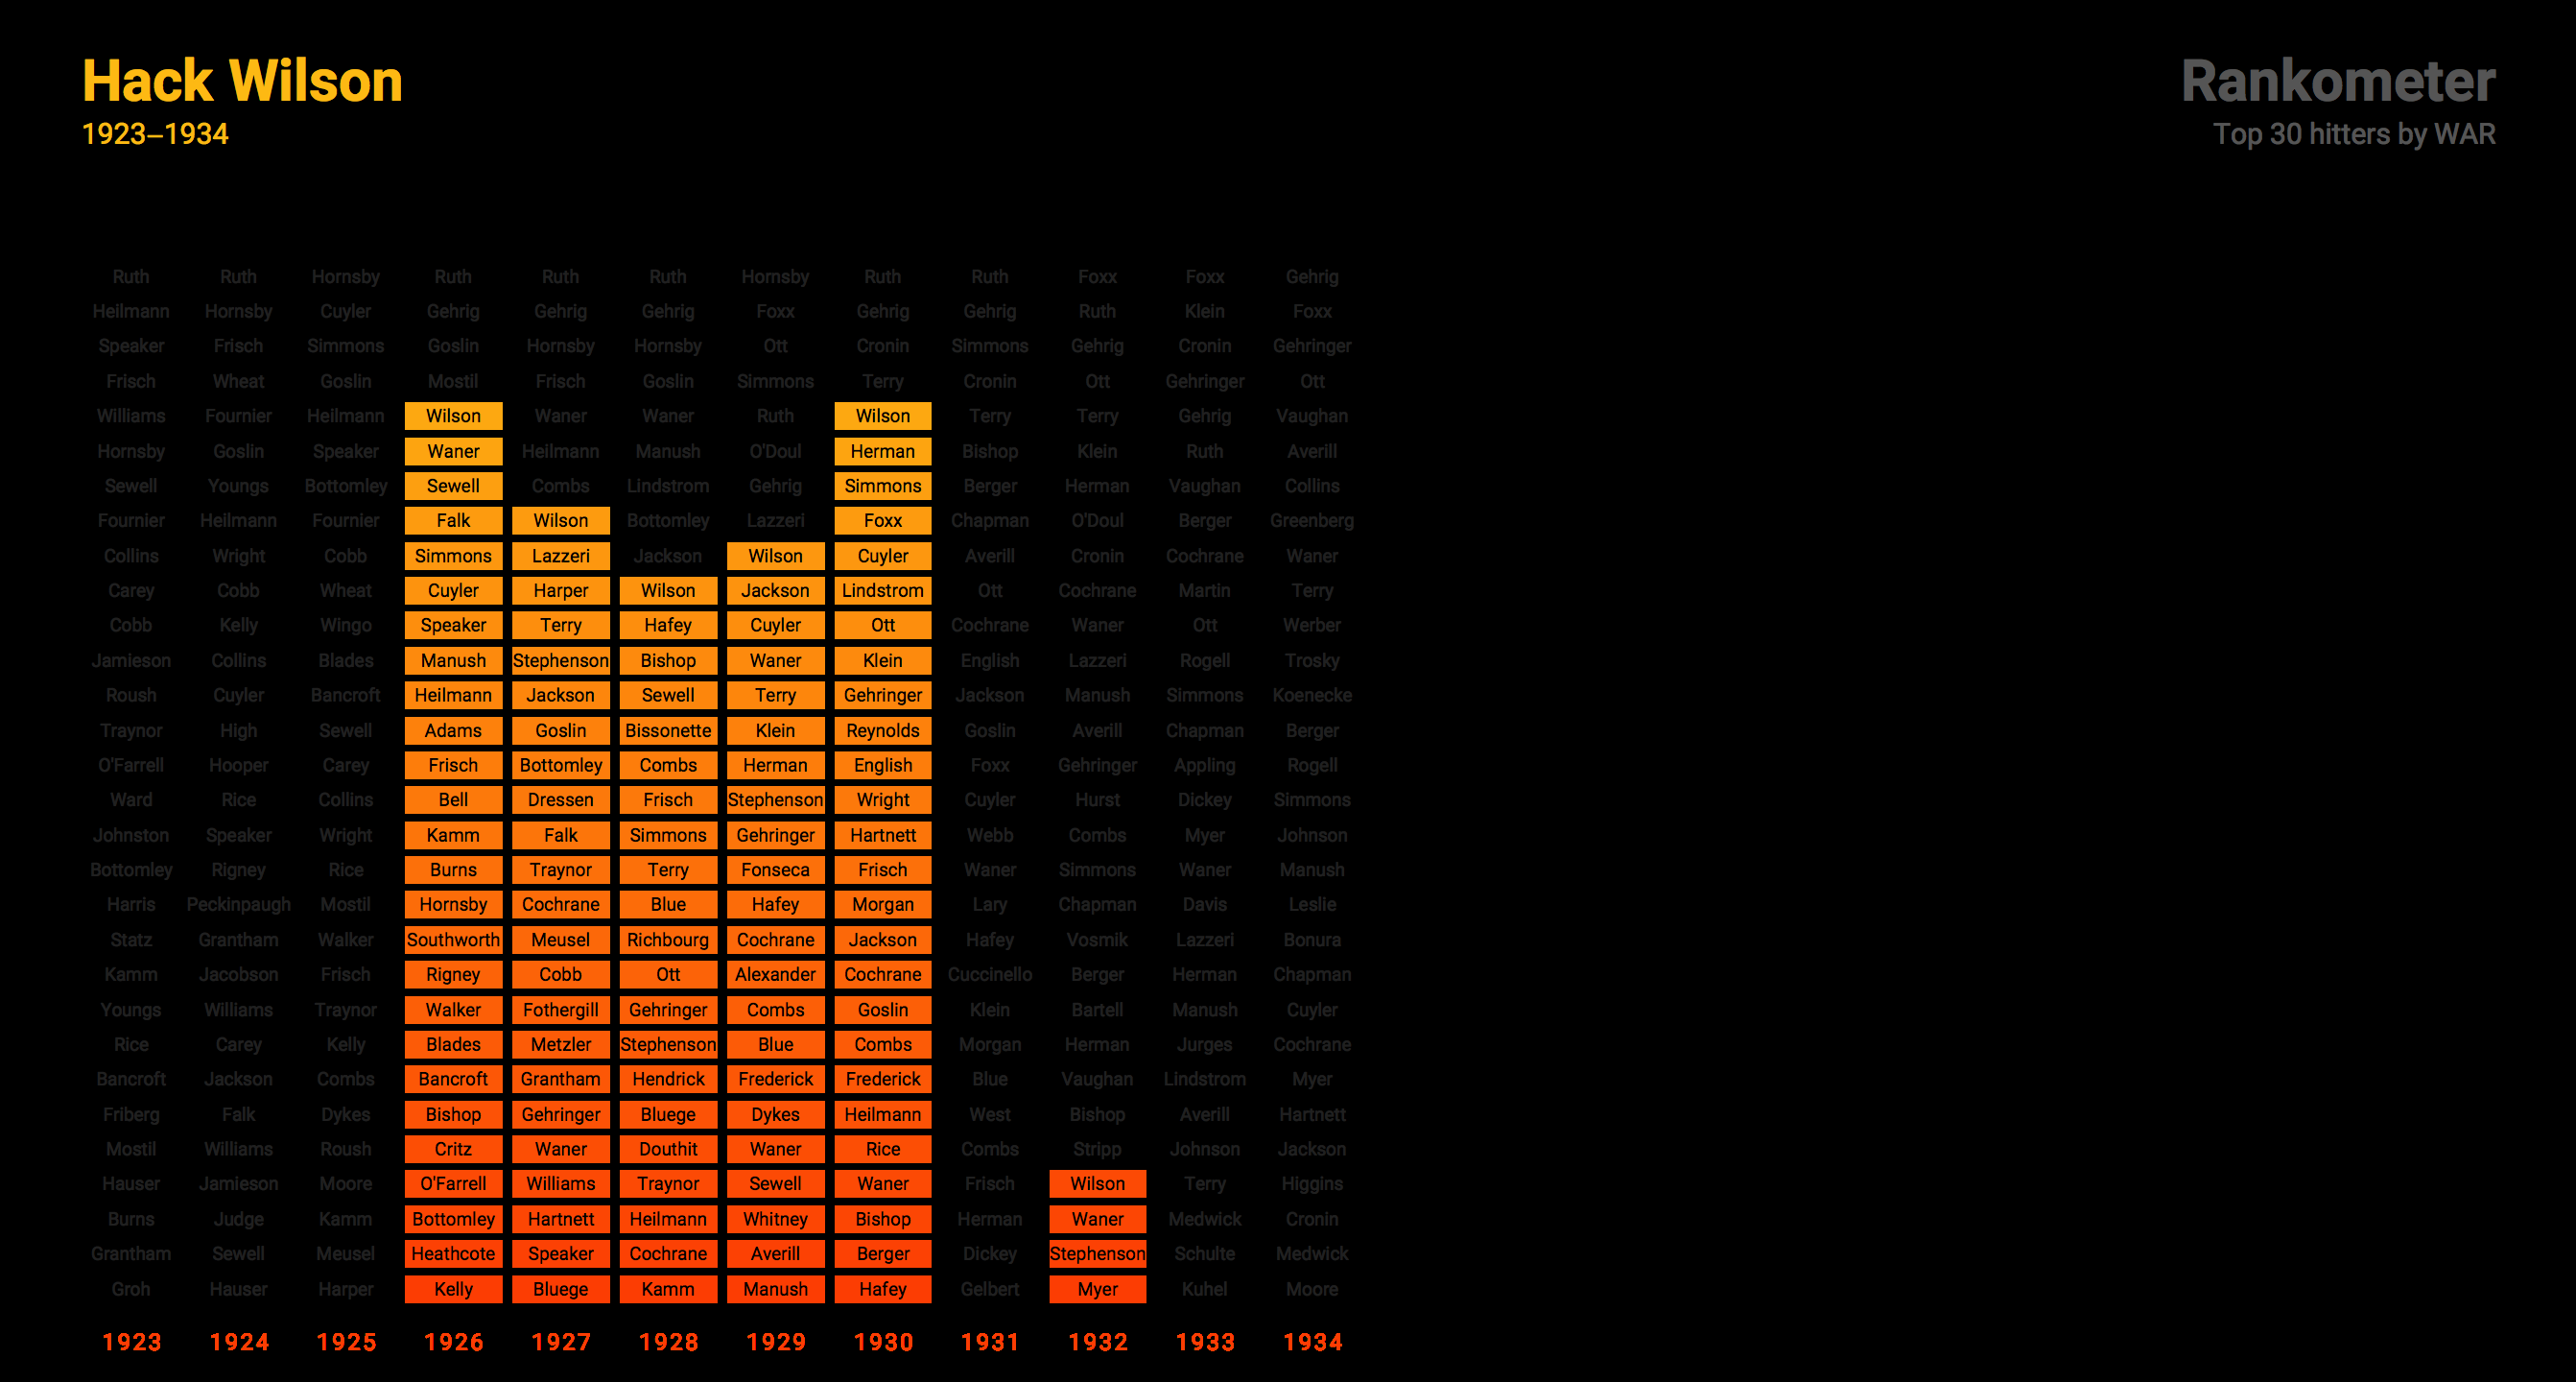 Hack Wilson
1923–1934
Rankometer
Top 30 hitters by WAR
Ruth Ruth Hornsby Ruth Ruth Ruth Hornsby Ruth Ruth Foxx Foxx Gehrig
Heilmann Hornsby Cuyler Gehrig Gehrig Gehrig Foxx Gehrig Gehrig Ruth Klein Foxx
Speaker Frisch Simmons Goslin Hornsby Hornsby Ott Cronin Simmons Gehrig Cronin Gehringer
Frisch Wheat Goslin Mostil Frisch Goslin Simmons Terry Cronin Ott Gehringer Ott
Williams Fournier Heilmann Wilson Waner Waner Ruth Wilson Terry Terry Gehrig Vaughan
Hornsby Goslin Speaker Waner Heilmann Manush O'Doul Herman Bishop Klein Ruth Averill
Sewell Youngs Bottomley Sewell Combs Lindstrom Gehrig Simmons Berger Herman Vaughan Collins
Fournier Heilmann Fournier Falk Wilson Bottomley Lazzeri Foxx Chapman O'Doul Berger Greenberg
Collins Wright Cobb Simmons Lazzeri Jackson Wilson Cuyler Averill Cronin Cochrane Waner
Carey Cobb Wheat Cuyler Harper Wilson Jackson Lindstrom Ott Cochrane Martin Terry
Cobb Kelly Wingo Speaker Terry Hafey Cuyler Ott Cochrane Waner Ott Werber
Jamieson Collins Blades Manush Stephenson Bishop Waner Klein English Lazzeri Rogell Trosky
Roush Cuyler Bancroft Heilmann Jackson Sewell Terry Gehringer Jackson Manush Simmons Koenecke
Traynor High Sewell Adams Goslin Bissonette Klein Reynolds Goslin Averill Chapman Berger
O'Farrell Hooper Carey Frisch Bottomley Combs Herman English Foxx Gehringer Appling Rogell
Ward Rice Collins Bell Dressen Frisch Stephenson Wright Cuyler Hurst Dickey Simmons
Johnston Speaker Wright Kamm Falk Simmons Gehringer Hartnett Webb Combs Myer Johnson
Bottomley Rigney Rice Burns Traynor Terry Fonseca Frisch Waner Simmons Waner Manush
Harris Peckinpaugh Mostil Hornsby Cochrane Blue Hafey Morgan Lary Chapman Davis Leslie
Statz Grantham Walker Southworth Meusel Richbourg Cochrane Jackson Hafey Vosmik Lazzeri Bonura
Kamm Jacobson Frisch Rigney Cobb Ott Alexander Cochrane Cuccinello Berger Herman Chapman
Youngs Williams Traynor Walker Fothergill Gehringer Combs Goslin Klein Bartell Manush Cuyler
Rice Carey Kelly Blades Metzler Stephenson Blue Combs Morgan Herman Jurges Cochrane
Bancroft Jackson Combs Bancroft Grantham Hendrick Frederick Frederick Blue Vaughan Lindstrom Myer
Friberg Falk Dykes Bishop Gehringer Bluege Dykes Heilmann West Bishop Averill Hartnett
Mostil Williams Roush Critz Waner Douthit Waner Rice Combs Stripp Johnson Jackson
Hauser Jamieson Moore O'Farrell Williams Traynor Sewell Waner Frisch Wilson Terry Higgins
Burns Judge Kamm Bottomley Hartnett Heilmann Whitney Bishop Herman Waner Medwick Cronin
Grantham Sewell Meusel Heathcote Speaker Cochrane Averill Berger Dickey Stephenson Schulte Medwick
Groh Hauser Harper Kelly Bluege Kamm Manush Hafey Gelbert Myer Kuhel Moore
1923 1924 1925 1926 1927 1928 1929 1930 1931 1932 1933 1934